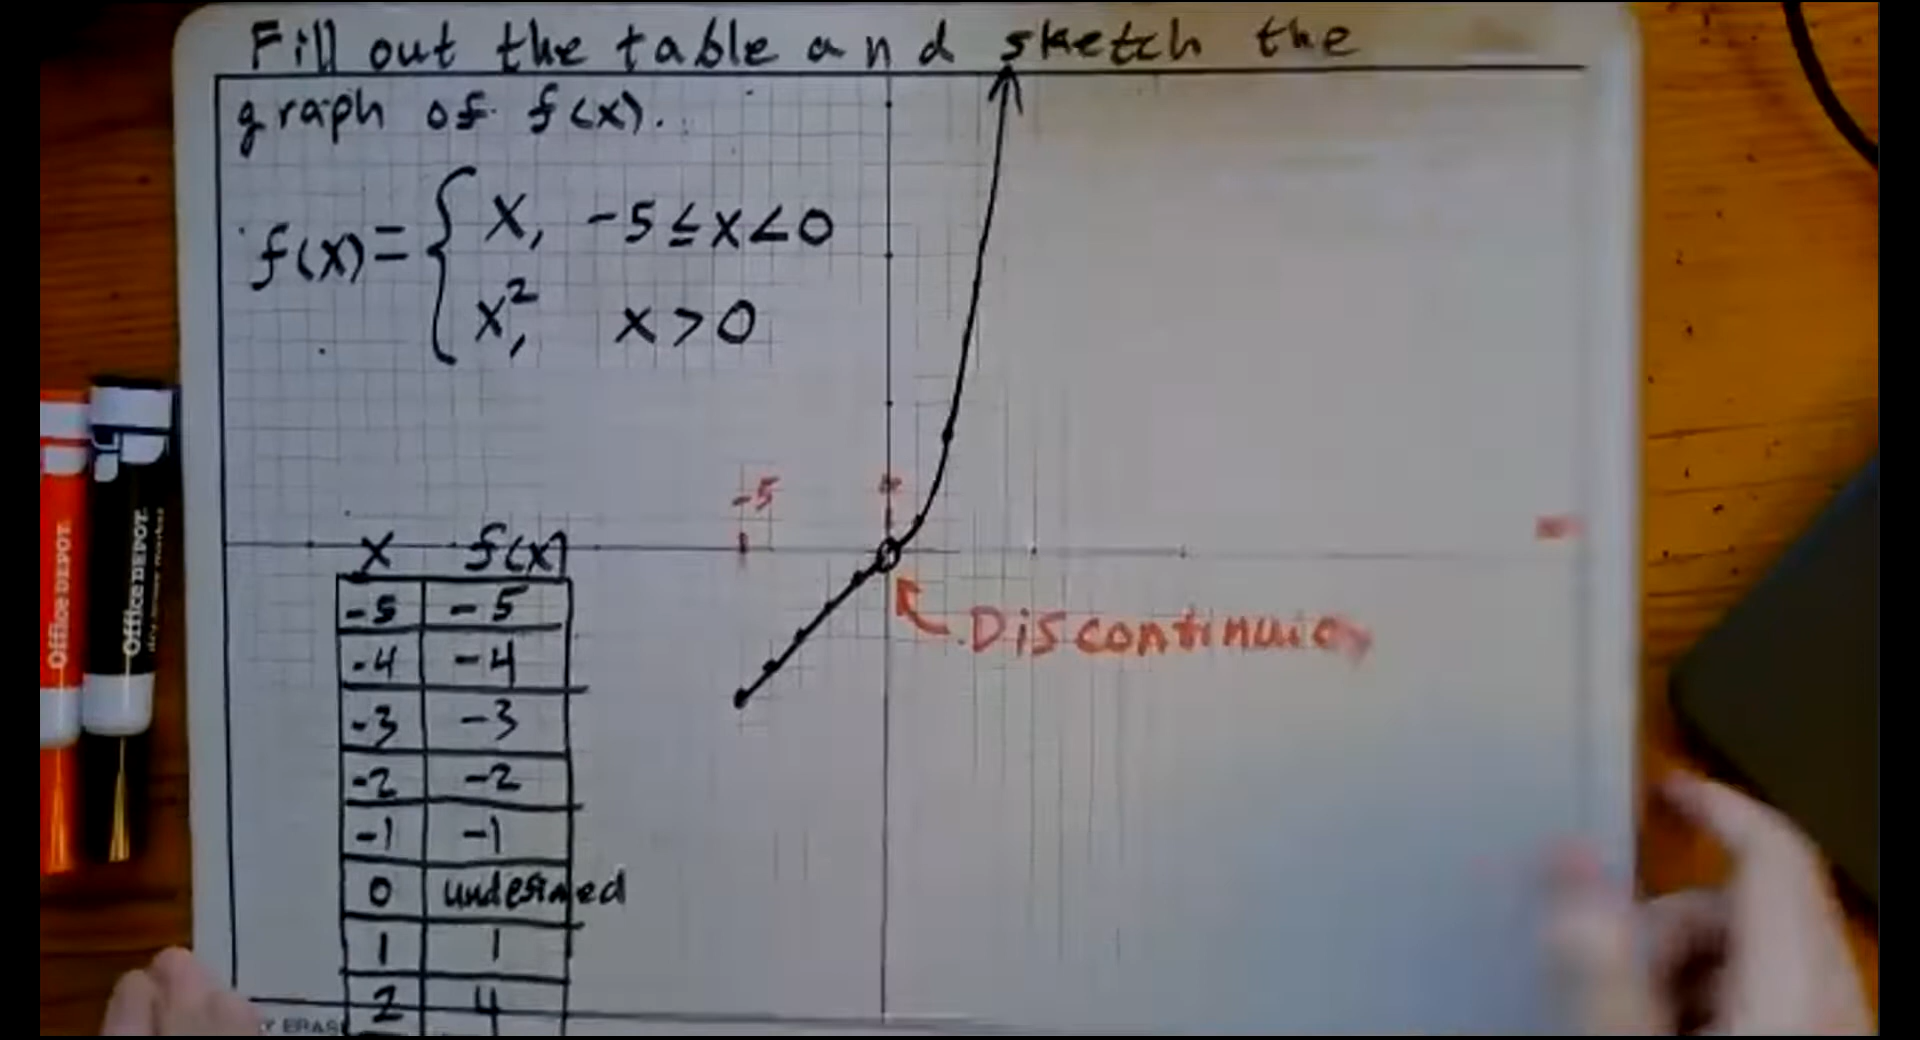 Fill out the table and sketch the
graph of f(x).
f(x)= { x, -5≤x<0
x², x>0
-5
x f(x)
-5 -5
-4 -4
-3 -3
-2 -2
-1 -1
0 undefined
1 1
2 4
Discontinuity
Office DEPOT
Office DEPOT
Y ERAS